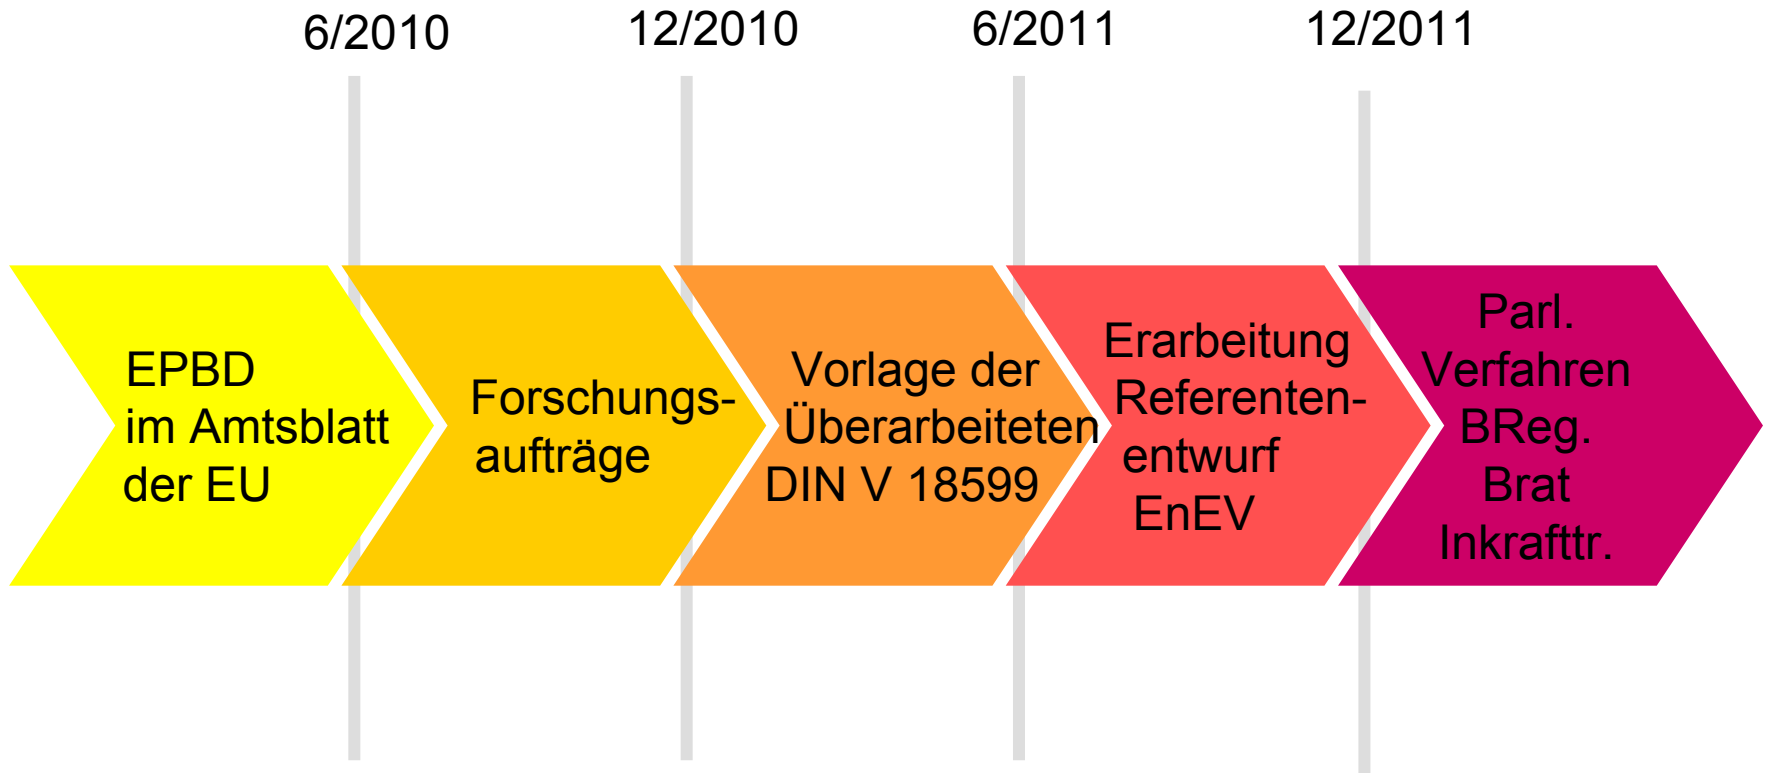 6/2010
12/2010
6/2011
12/2011
EPBD
im Amtsblatt
der EU
Forschungs-
aufträge
Vorlage der
Überarbeiteten
DIN V 18599
Erarbeitung
Referenten-
entwurf
EnEV
Parl.
Verfahren
BReg.
Brat
Inkrafttr.